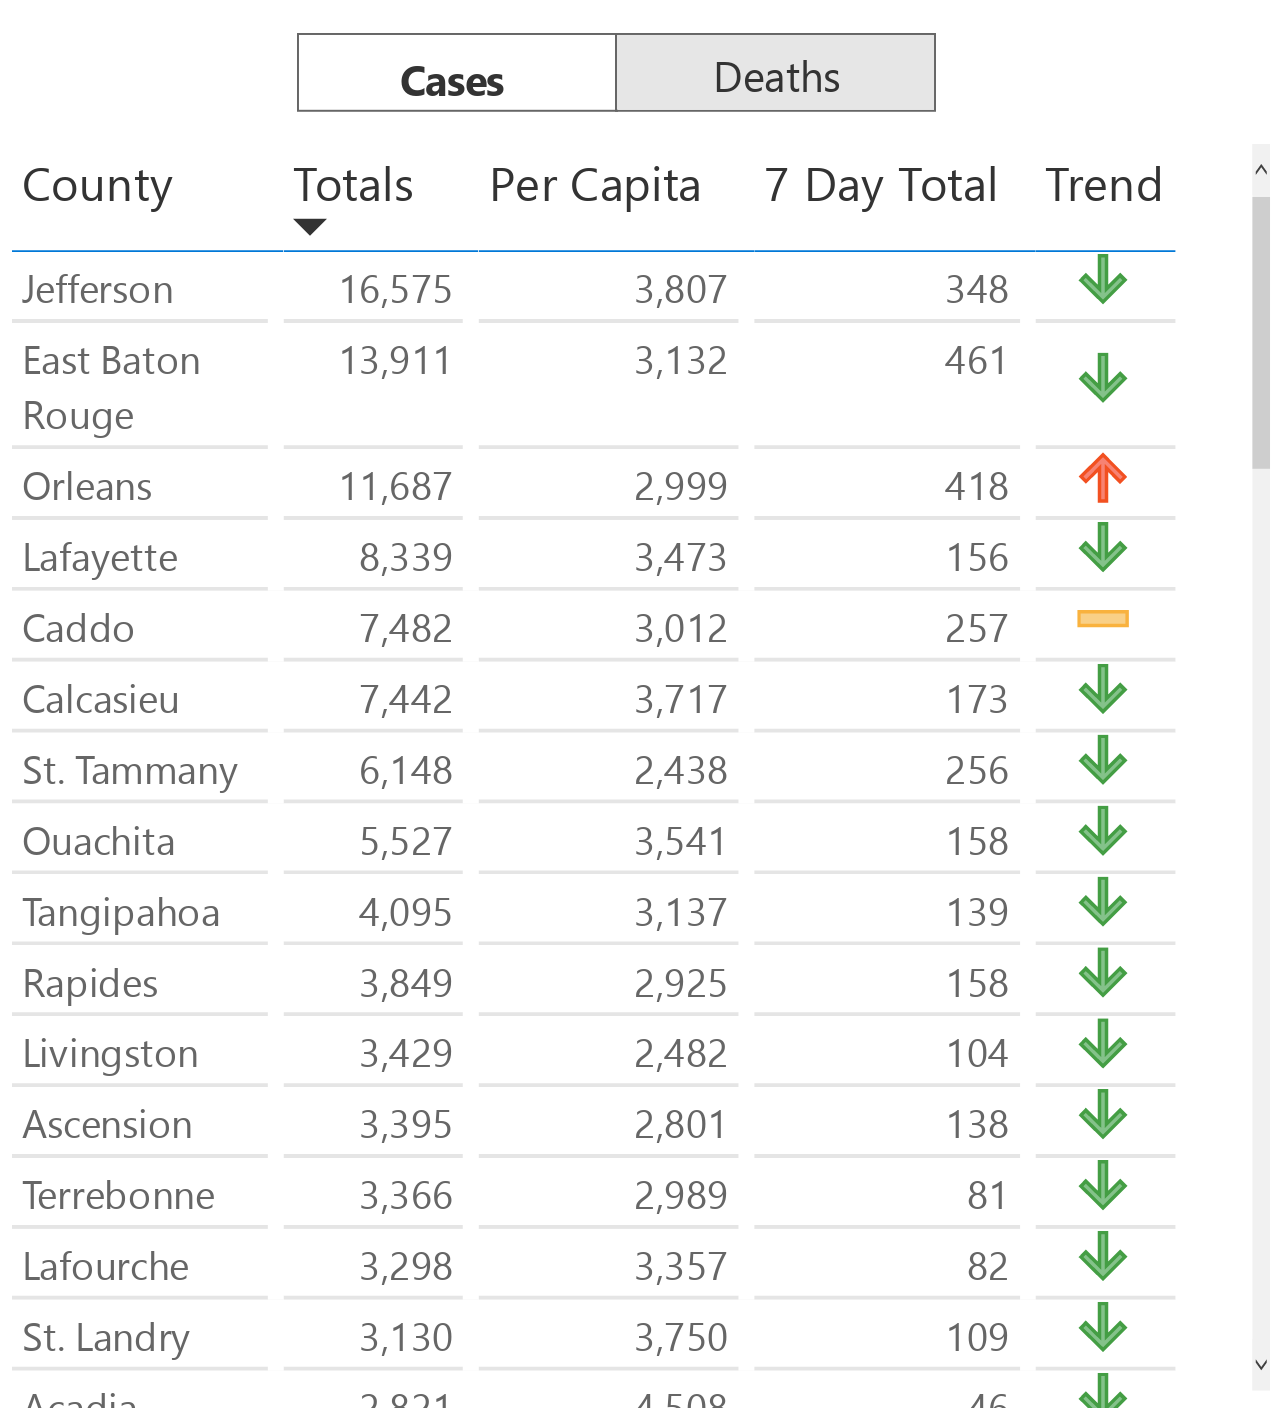 Cases Deaths
County Totals Per Capita 7 Day Total Trend
Jefferson 16,575 3,807 348
East Baton 13,911 3,132 461
Rouge
Orleans 11,687 2,999 418
Lafayette 8,339 3,473 156
Caddo 7,482 3,012 257
Calcasieu 7,442 3,717 173
St. Tammany 6,148 2,438 256
Ouachita 5,527 3,541 158
Tangipahoa 4,095 3,137 139
Rapides 3,849 2,925 158
Livingston 3,429 2,482 104
Ascension 3,395 2,801 138
Terrebonne 3,366 2,989 81
Lafourche 3,298 3,357 82
St. Landry 3,130 3,750 109
Acadia 2,821 4,508 46